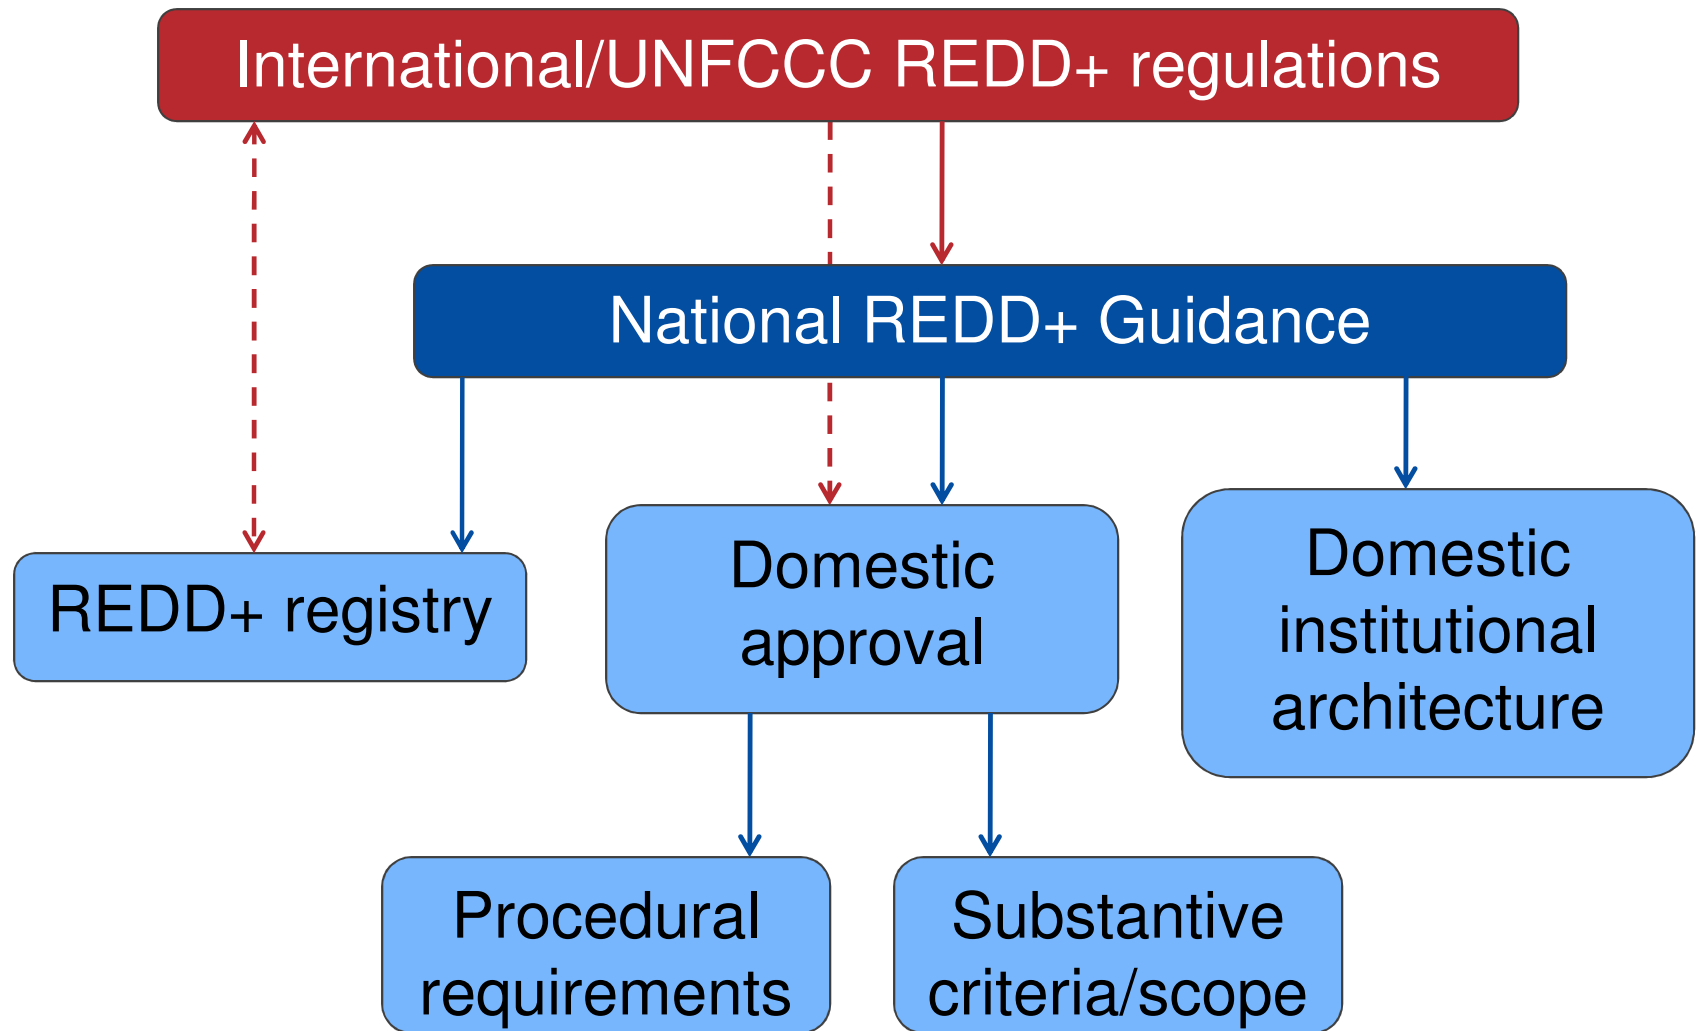 International/UNFCCC REDD+ regulations
National REDD+ Guidance
REDD+ registry
Domestic
approval
Domestic
institutional
architecture
Procedural
requirements
Substantive
criteria/scope